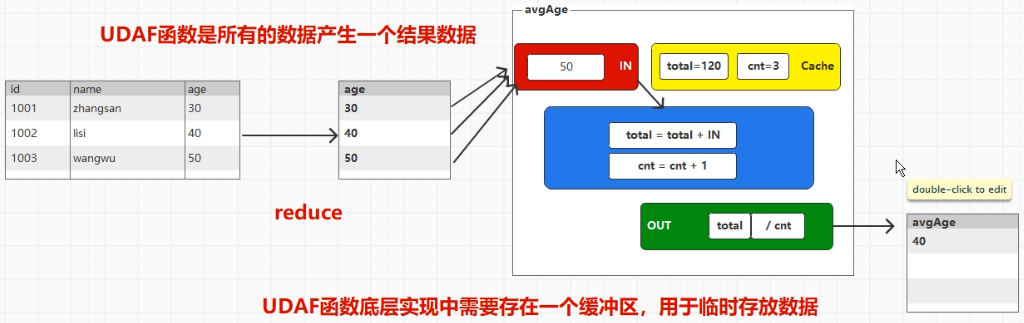 avgAge
UDAF函数是所有的数据产生一个结果数据
50 IN
total=120 cnt=3 Cache
id name age
1001 zhangsan 30
1002 lisi 40
1003 wangwu 50
age
30
40
50
total = total + IN
cnt = cnt + 1
reduce
OUT total / cnt
double-click to edit
avgAge
40
UDAF函数底层实现中需要存在一个缓冲区，用于临时存放数据